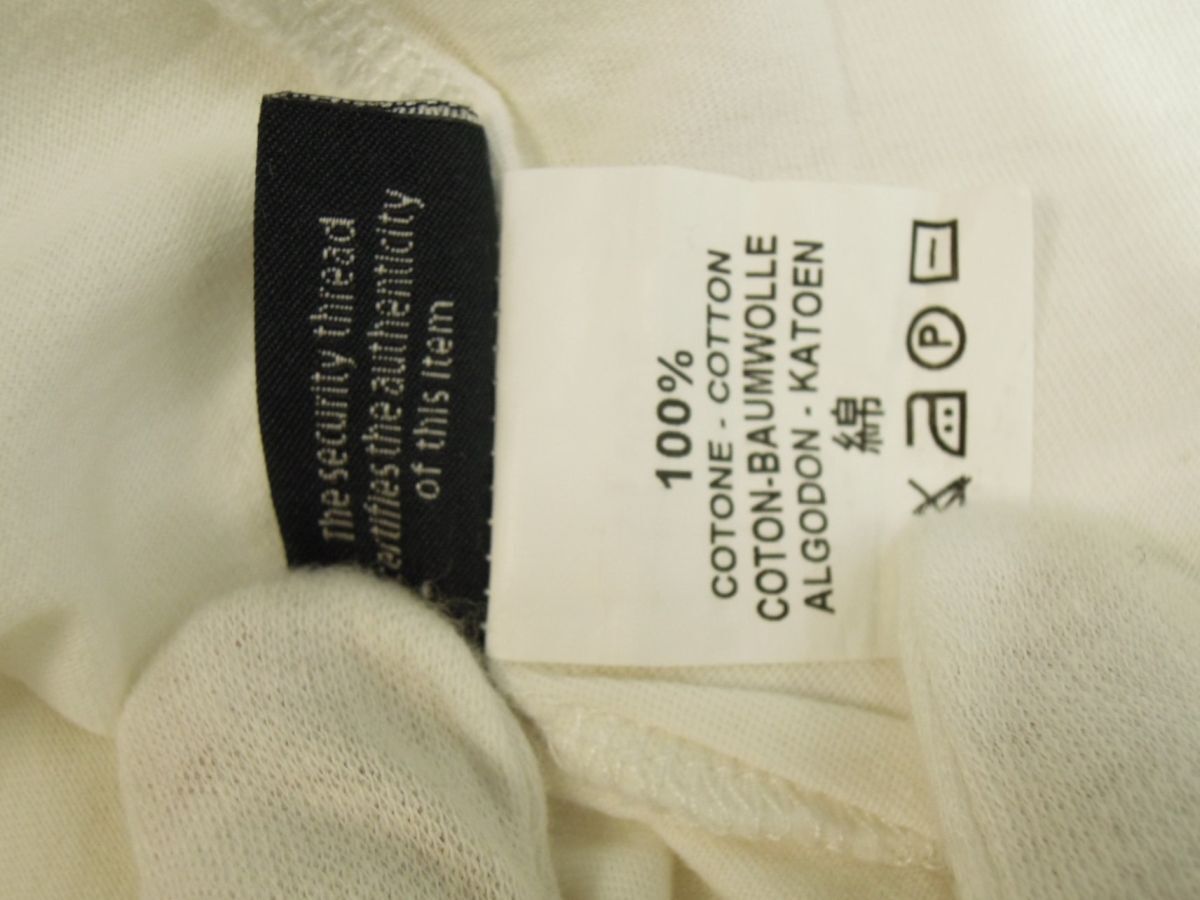 The security thread
certifies the authenticity
of this item
100%
COTONE - COTTON
COTON-BAUMWOLLE
ALGODON - KATOEN
綿
P